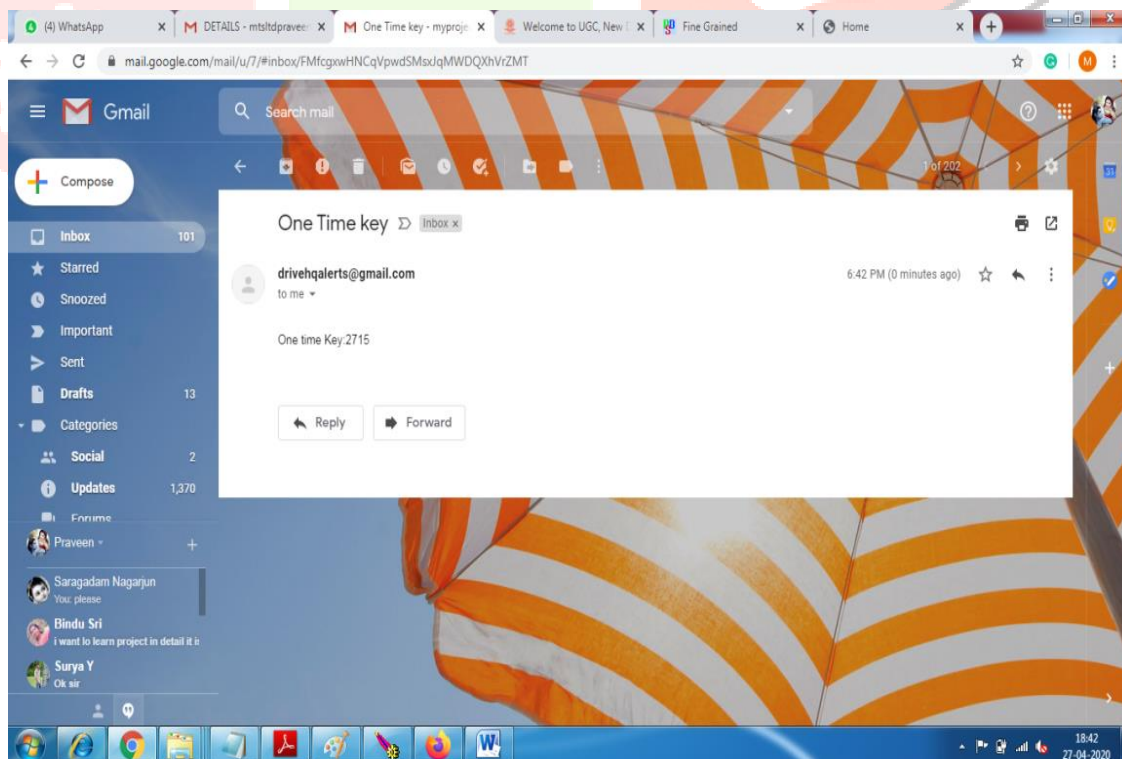 (4) WhatsApp
DETAILS - mtsltdpravee
One Time key - myproje
Welcome to UGC, New
Fine Grained
Home
mail.google.com/mail/u/7/#inbox/FMfcgxwHNCqVpwdSMsxJqMWDQXhVrZMT
M
Gmail
Search mail
Compose
1 of 202
31
One Time key
Inbox x
Inbox 101
Starred
drivehqalerts@gmail.com
6:42 PM (0 minutes ago)
to me
Snoozed
Important
One time Key:2715
Sent
Drafts 13
Categories
Reply
Forward
Social 2
Updates 1,370
Forums
Praveen
Saragadam Nagarjun
You: please
Bindu Sri
i want lo learn project in detail it is
Surya Y
Ok sir
18:42
27-04-2020